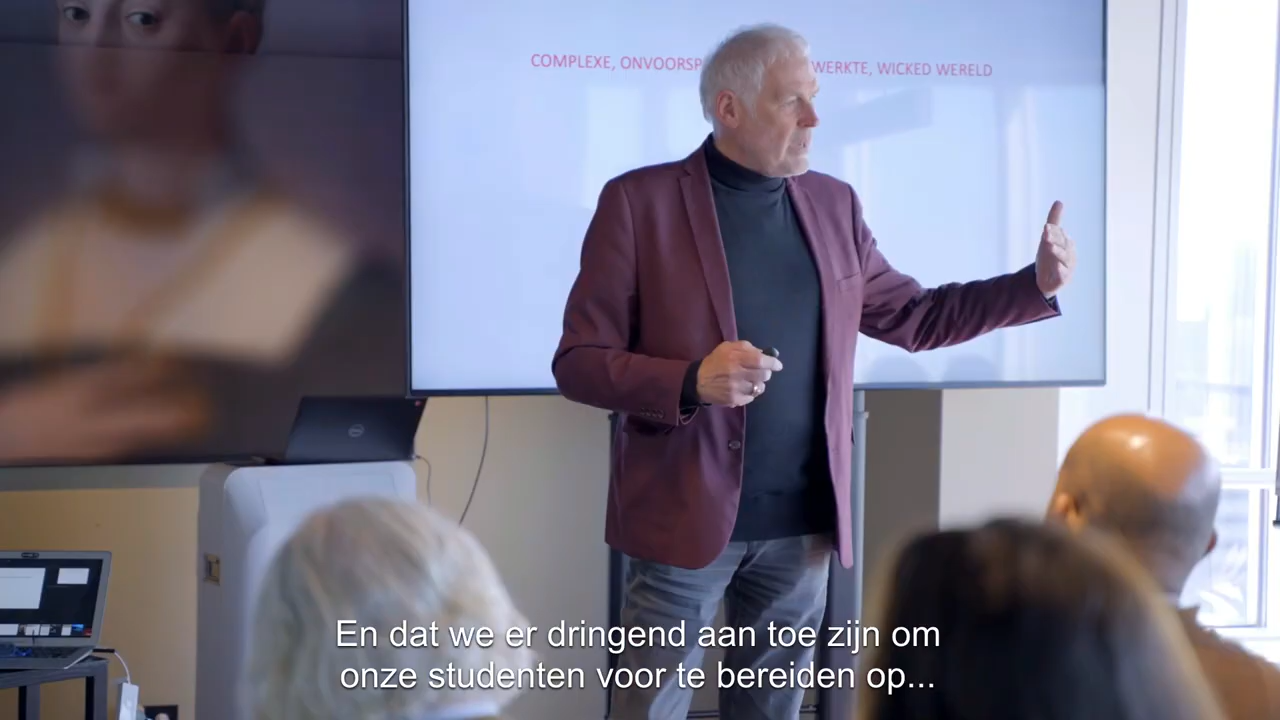 COMPLEXE, ONVOORSP WERKTE, WICKED WERELD
DELL
En dat we er dringend aan toe zijn om
onze studenten voor te bereiden op...